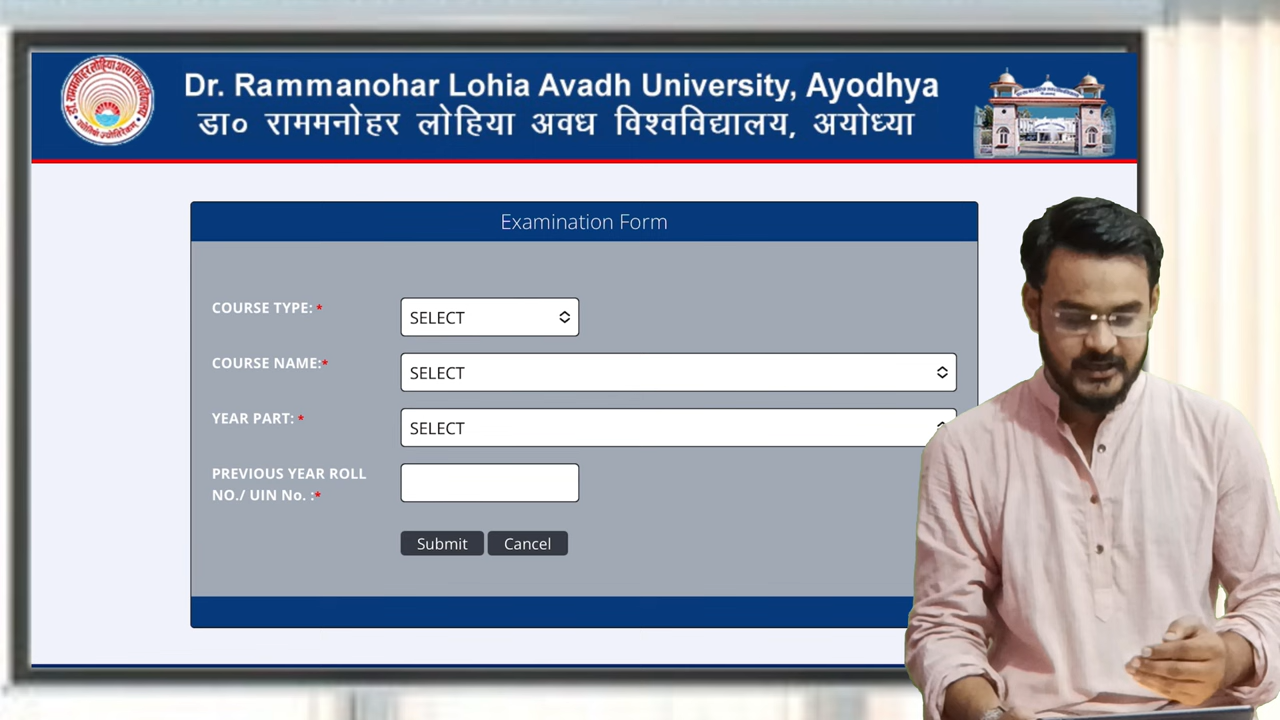 Dr. Rammanohar Lohia Avadh University, Ayodhya
डा० राममनोहर लोहिया अवध विश्वविद्यालय, अयोध्या
Examination Form
COURSE TYPE: *
SELECT
COURSE NAME:*
SELECT
YEAR PART: *
SELECT
PREVIOUS YEAR ROLL
NO./ UIN No. :*
Submit Cancel